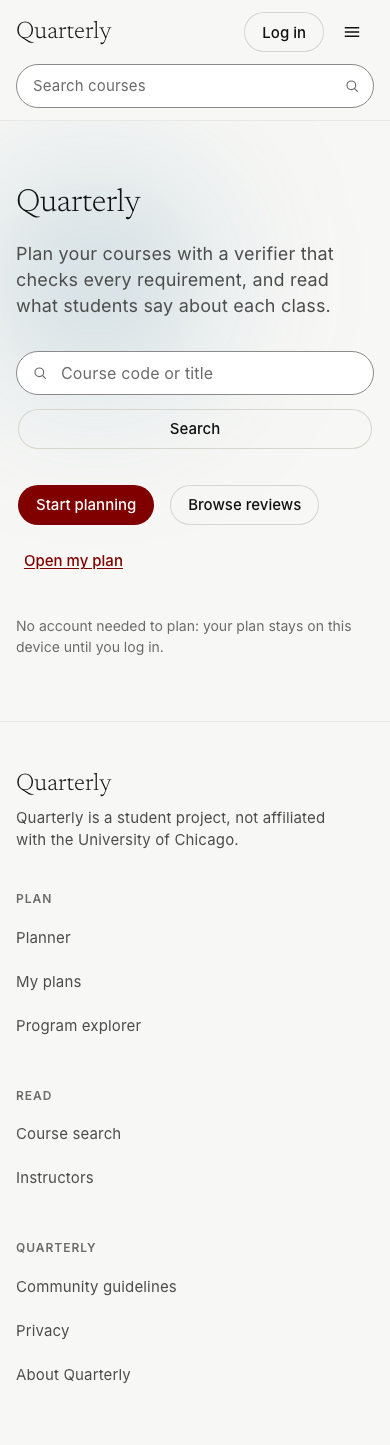 Quarterly
Log in
Search courses
Quarterly
Plan your courses with a verifier that
checks every requirement, and read
what students say about each class.
Course code or title
Search
Start planning
Browse reviews
Open my plan
No account needed to plan: your plan stays on this
device until you log in.
Quarterly
Quarterly is a student project, not affiliated
with the University of Chicago.
PLAN
Planner
My plans
Program explorer
READ
Course search
Instructors
QUARTERLY
Community guidelines
Privacy
About Quarterly